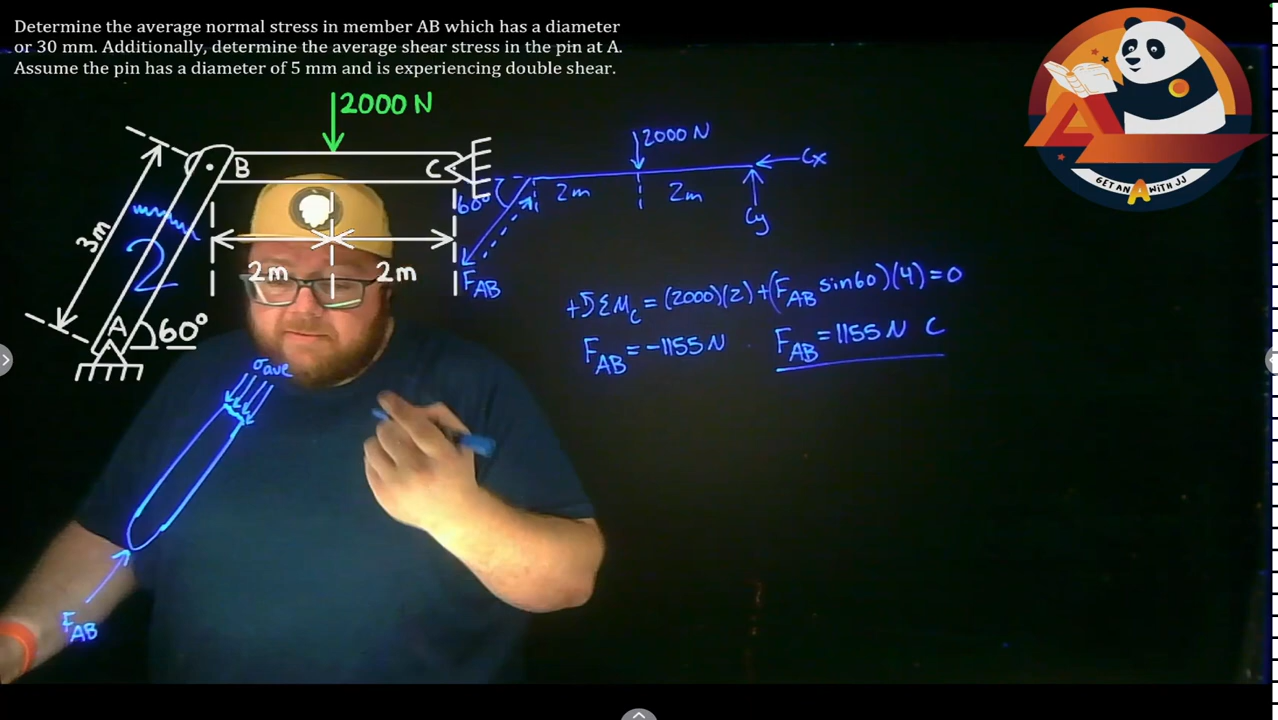 Determine the average normal stress in member AB which has a diameter
or 30 mm. Additionally, determine the average shear stress in the pin at A.
Assume the pin has a diameter of 5 mm and is experiencing double shear.
2000 N
B
C
3m
2
2m
2m
A
60°
2000 N
Cx
60°
2m
2m
Cy
F_AB
+↺ΣM_C = (2000)(2) + (F_AB sin60)(4) = 0
F_AB = -1155 N
F_AB = 1155 N C
σave
F_AB
GET AN A WITH JJ